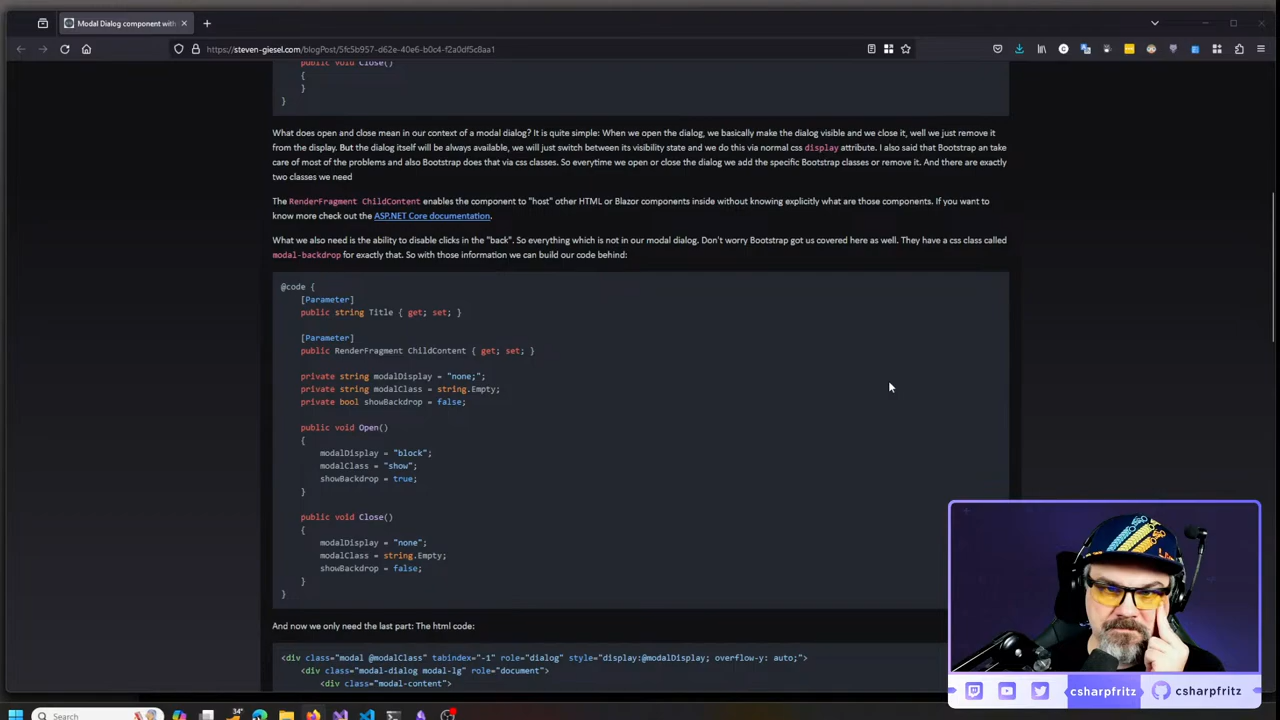 Modal Dialog component with
https://steven-giesel.com/blogPost/5fc5b957-d62e-40e6-b0c4-f2a0df5c8aa1
public void Close()
{
}
}
What does open and close mean in our context of a modal dialog? It is quite simple: When we open the dialog, we basically make the dialog visible and we close it, well we just remove it
from the display. But the dialog itself will be always available, we will just switch between its visibility state and we do this via normal css display attribute. I also said that Bootstrap an take
care of most of the problems and also Bootstrap does that via css classes. So everytime we open or close the dialog we add the specific Bootstrap classes or remove it. And there are exactly
two classes we need
The RenderFragment ChildContent enables the component to "host" other HTML or Blazor components inside without knowing explicitly what are those components. If you want to
know more check out the ASP.NET Core documentation.
What we also need is the ability to disable clicks in the "back". So everything which is not in our modal dialog. Don't worry Bootstrap got us covered here as well. They have a css class called
modal-backdrop for exactly that. So with those information we can build our code behind:
@code {
[Parameter]
public string Title { get; set; }
[Parameter]
public RenderFragment ChildContent { get; set; }
private string modalDisplay = "none;";
private string modalClass = string.Empty;
private bool showBackdrop = false;
public void Open()
{
modalDisplay = "block";
modalClass = "show";
showBackdrop = true;
}
public void Close()
{
modalDisplay = "none";
modalClass = string.Empty;
showBackdrop = false;
}
}
And now we only need the last part: The html code:
<div class="modal @modalClass" tabindex="-1" role="dialog" style="display:@modalDisplay; overflow-y: auto;">
<div class="modal-dialog modal-lg" role="document">
<div class="modal-content">
csharpfritz
csharpfritz
Search
34°